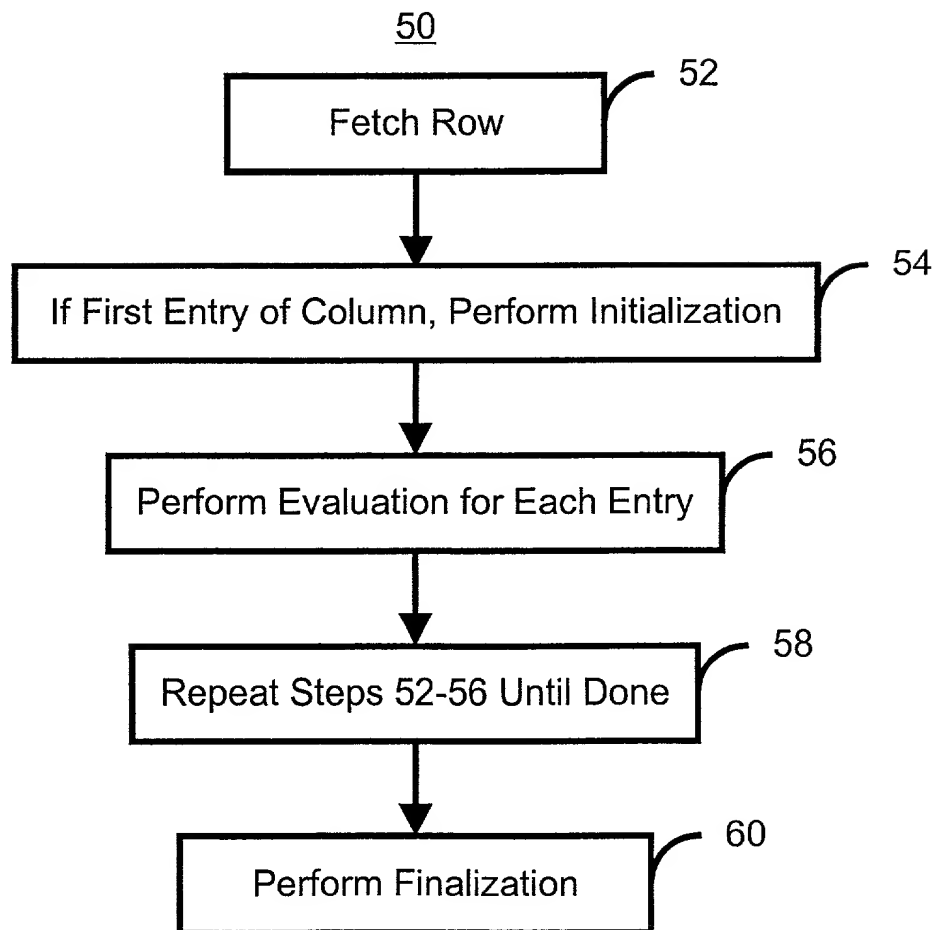 50
52
Fetch Row
54
If First Entry of Column, Perform Initialization
56
Perform Evaluation for Each Entry
58
Repeat Steps 52-56 Until Done
60
Perform Finalization